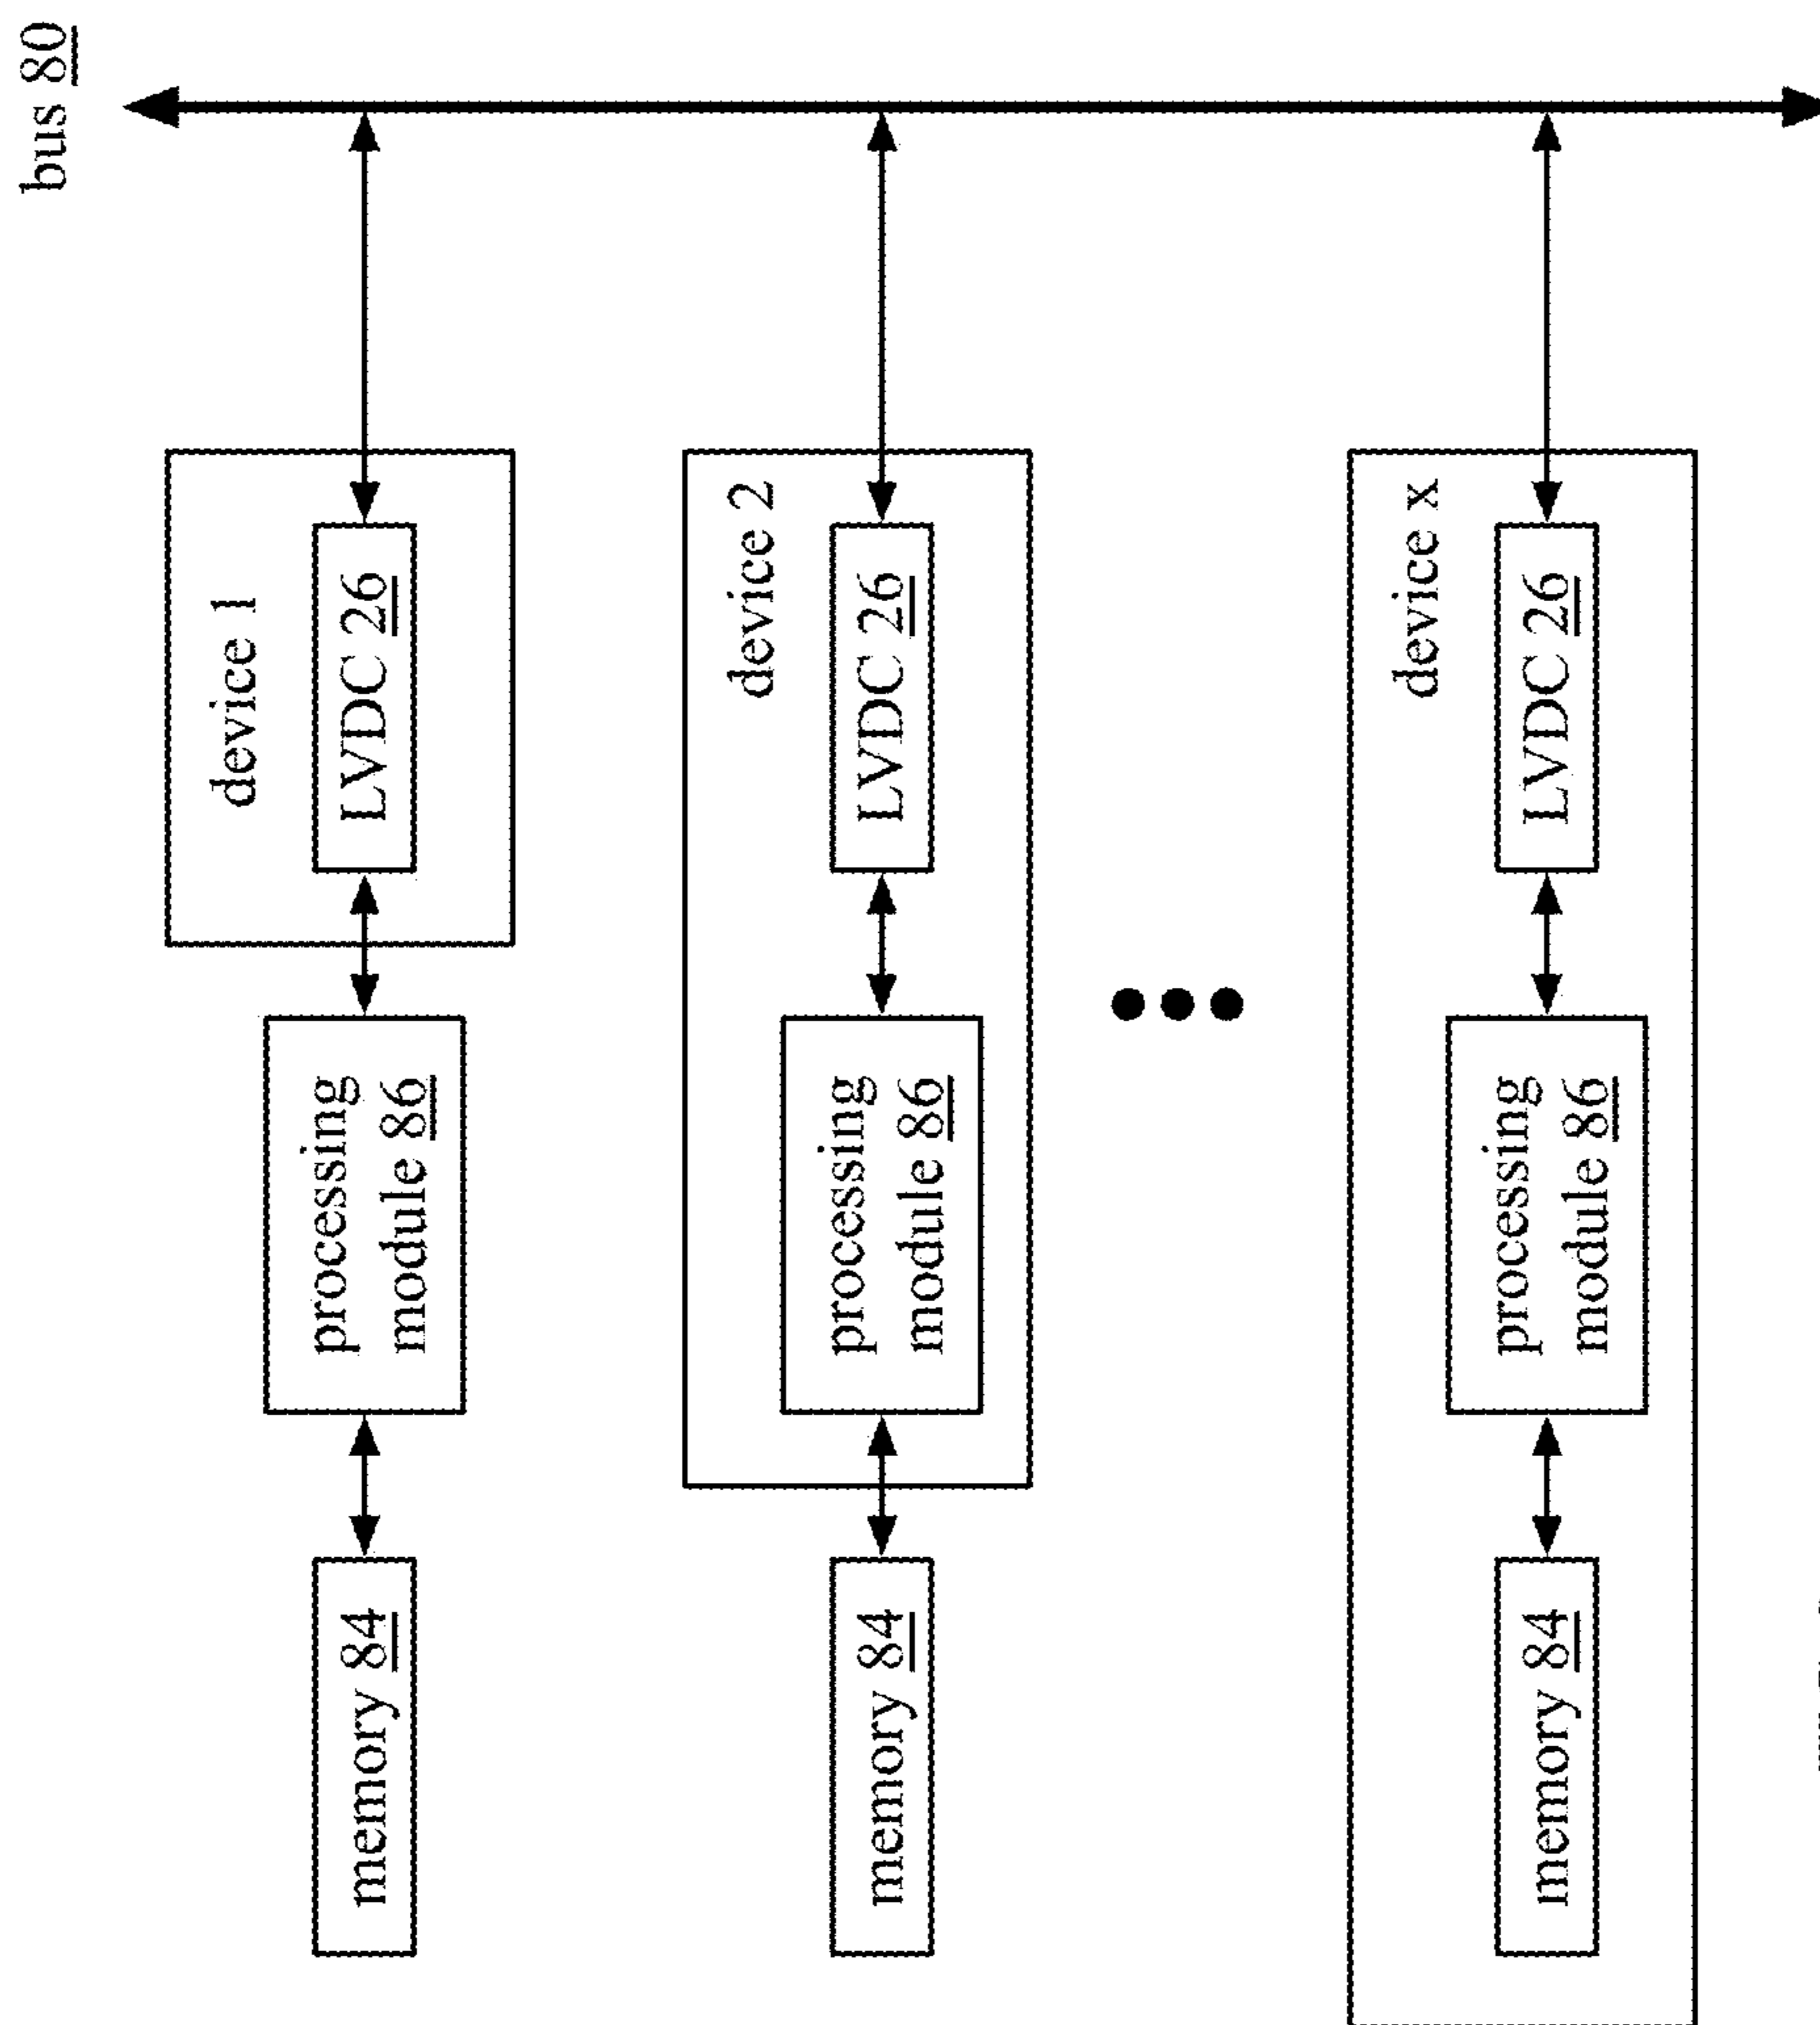 bus 80
device 1
memory 84
processing
module 86
LVDC 26
device 2
memory 84
processing
module 86
LVDC 26
device x
memory 84
processing
module 86
LVDC 26